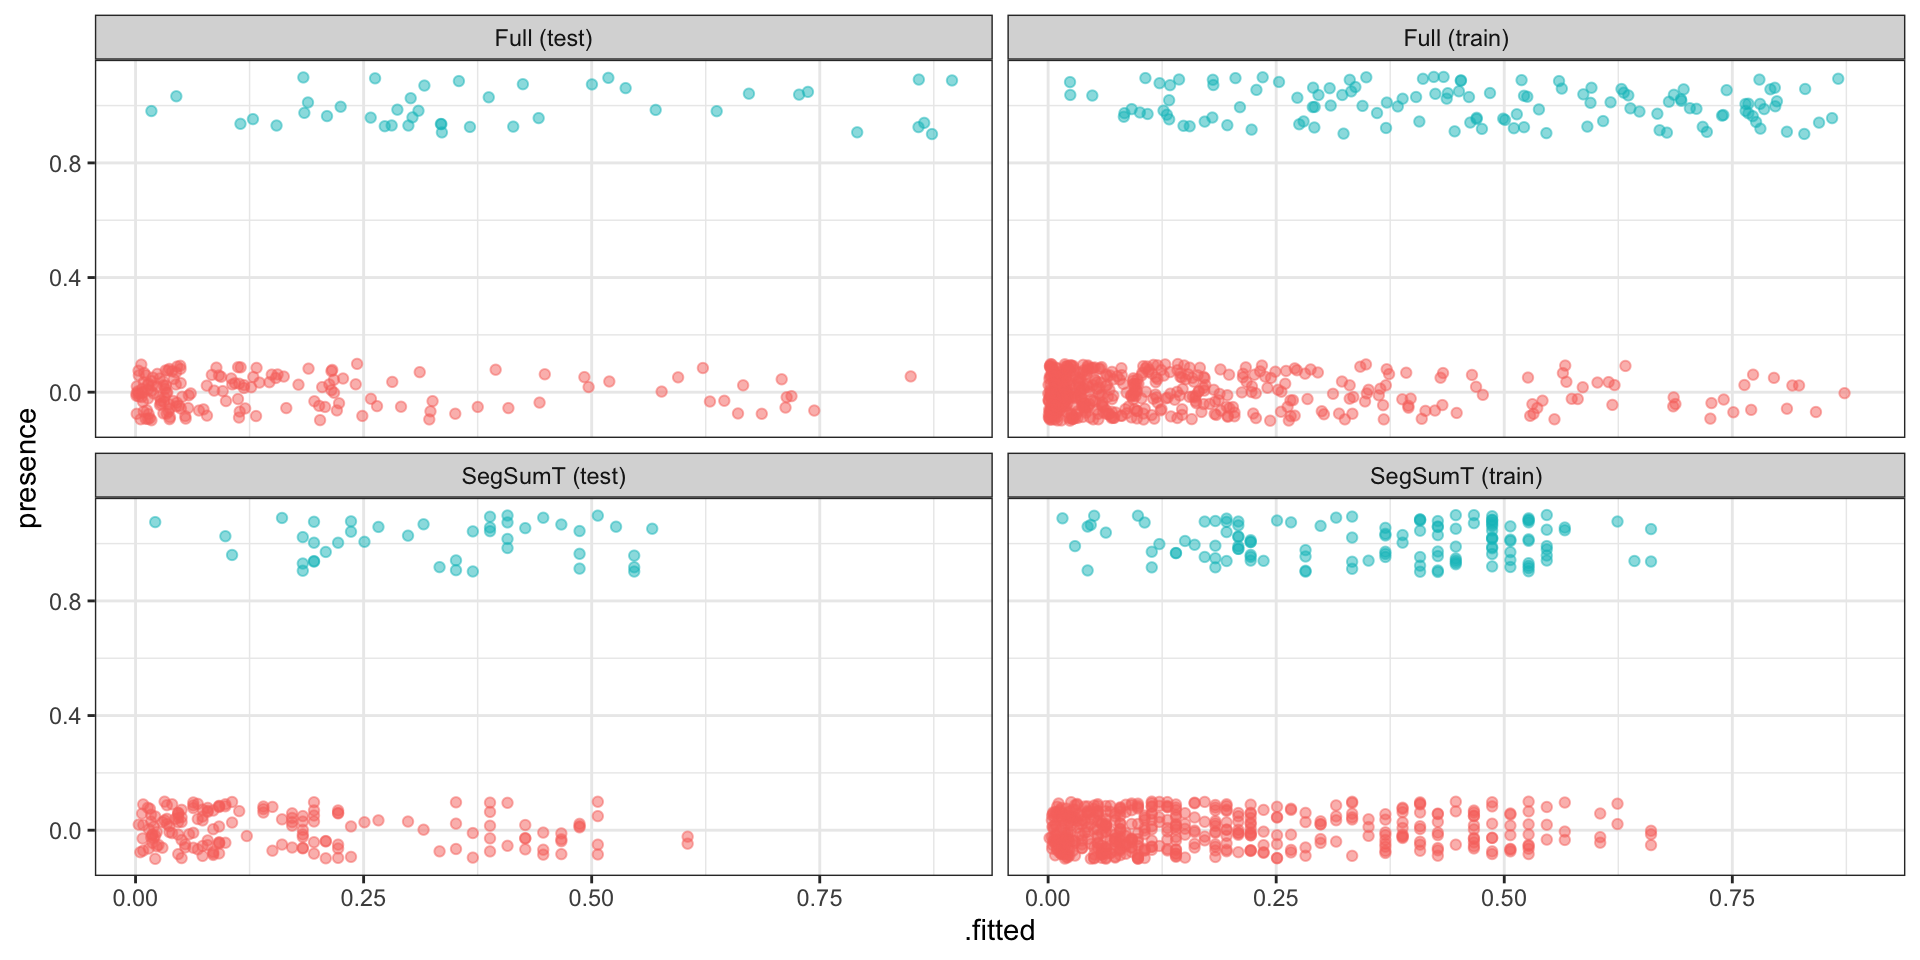 Full (test)
Full (train)
0.8
0.4
0.0
SegSumT (test)
SegSumT (train)
0.8
0.4
0.0
presence
0.00 0.25 0.50 0.75
0.00 0.25 0.50 0.75
.fitted